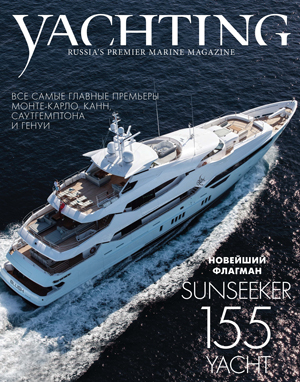 YACHTING
RUSSIA'S PREMIER MARINE MAGAZINE
ВСЕ САМЫЕ ГЛАВНЫЕ ПРЕМЬЕРЫ
МОНТЕ-КАРЛО, КАНН,
САУТГЕМПТОНА
И ГЕНУИ
НОВЕЙШИЙ
ФЛАГМАН
SUNSEEKER
155
YACHT